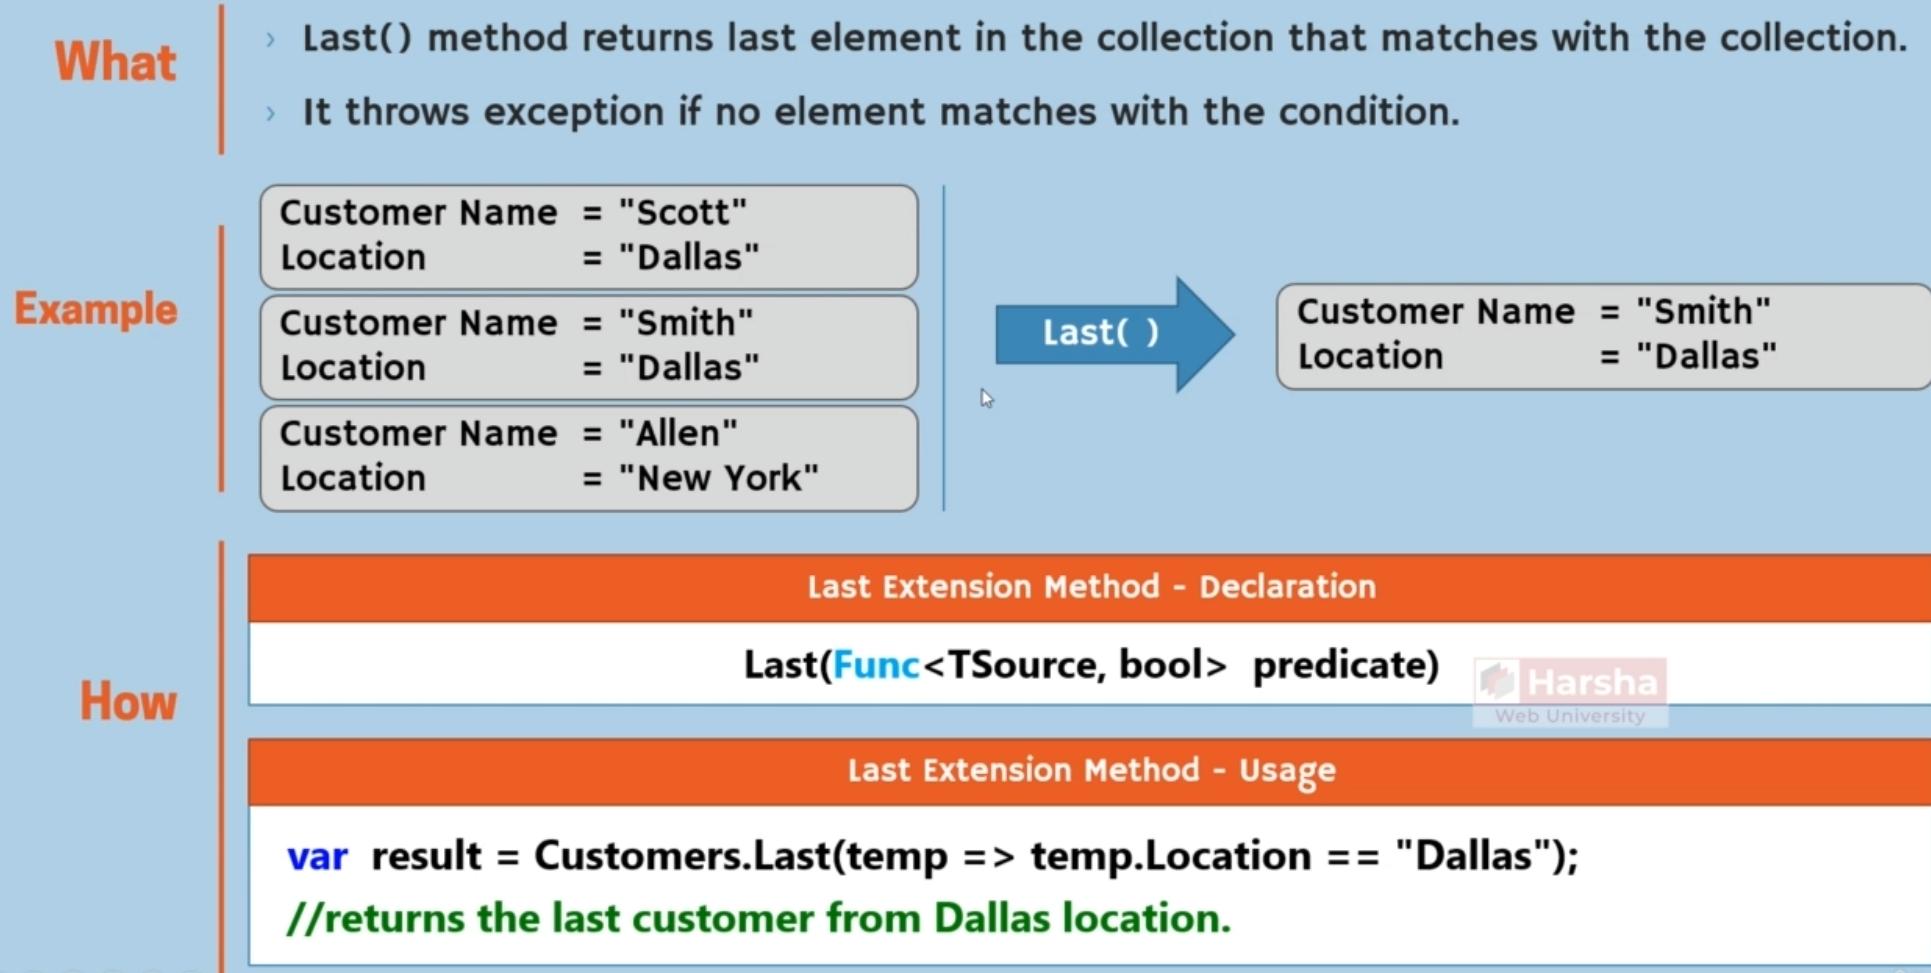 What
› Last() method returns last element in the collection that matches with the collection.
› It throws exception if no element matches with the condition.
Example
Customer Name = "Scott"
Location = "Dallas"
Customer Name = "Smith"
Location = "Dallas"
Customer Name = "Allen"
Location = "New York"
Last( )
Customer Name = "Smith"
Location = "Dallas"
How
Last Extension Method - Declaration
Last(Func<TSource, bool> predicate)
Harsha
Web University
Last Extension Method - Usage
var result = Customers.Last(temp => temp.Location == "Dallas");
//returns the last customer from Dallas location.